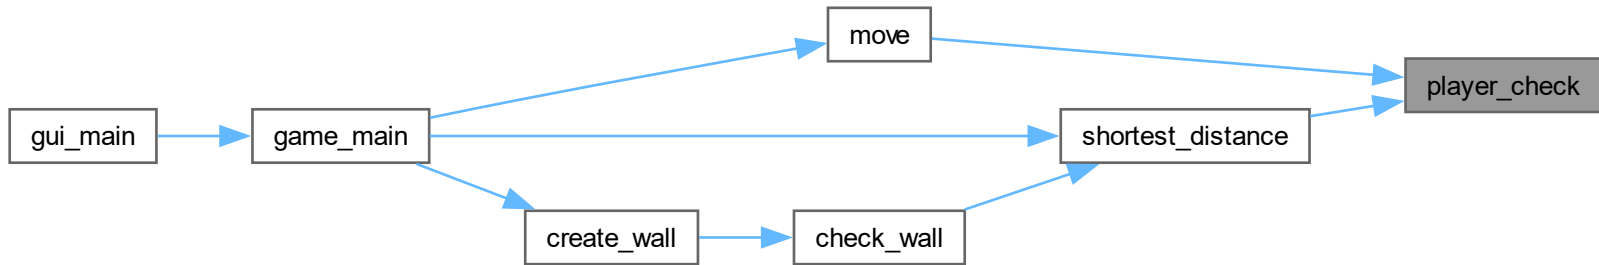 move
player_check
gui_main
game_main
shortest_distance
create_wall
check_wall